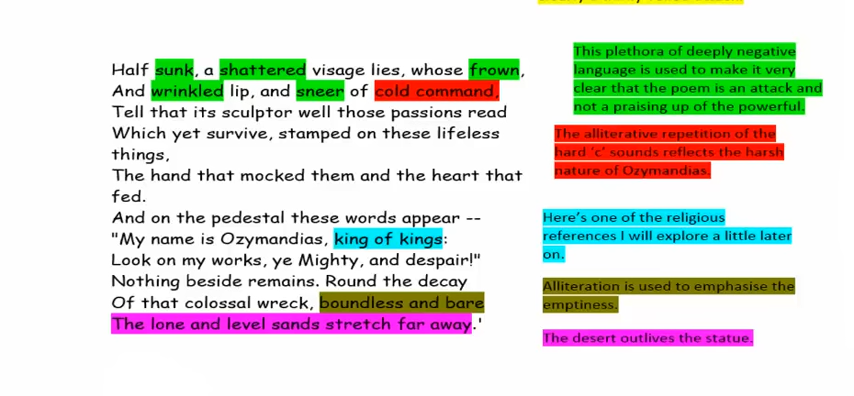 Half sunk, a shattered visage lies, whose frown,
And wrinkled lip, and sneer of cold command,
Tell that its sculptor well those passions read
Which yet survive, stamped on these lifeless
things,
The hand that mocked them and the heart that
fed.
And on the pedestal these words appear --
"My name is Ozymandias, king of kings:
Look on my works, ye Mighty, and despair!"
Nothing beside remains. Round the decay
Of that colossal wreck, boundless and bare
The lone and level sands stretch far away.'
This plethora of deeply negative
language is used to make it very
clear that the poem is an attack and
not a praising up of the powerful.
The alliterative repetition of the
hard ‘c’ sounds reflects the harsh
nature of Ozymandias.
Here’s one of the religious
references I will explore a little later
on.
Alliteration is used to emphasise the
emptiness.
The desert outlives the statue.